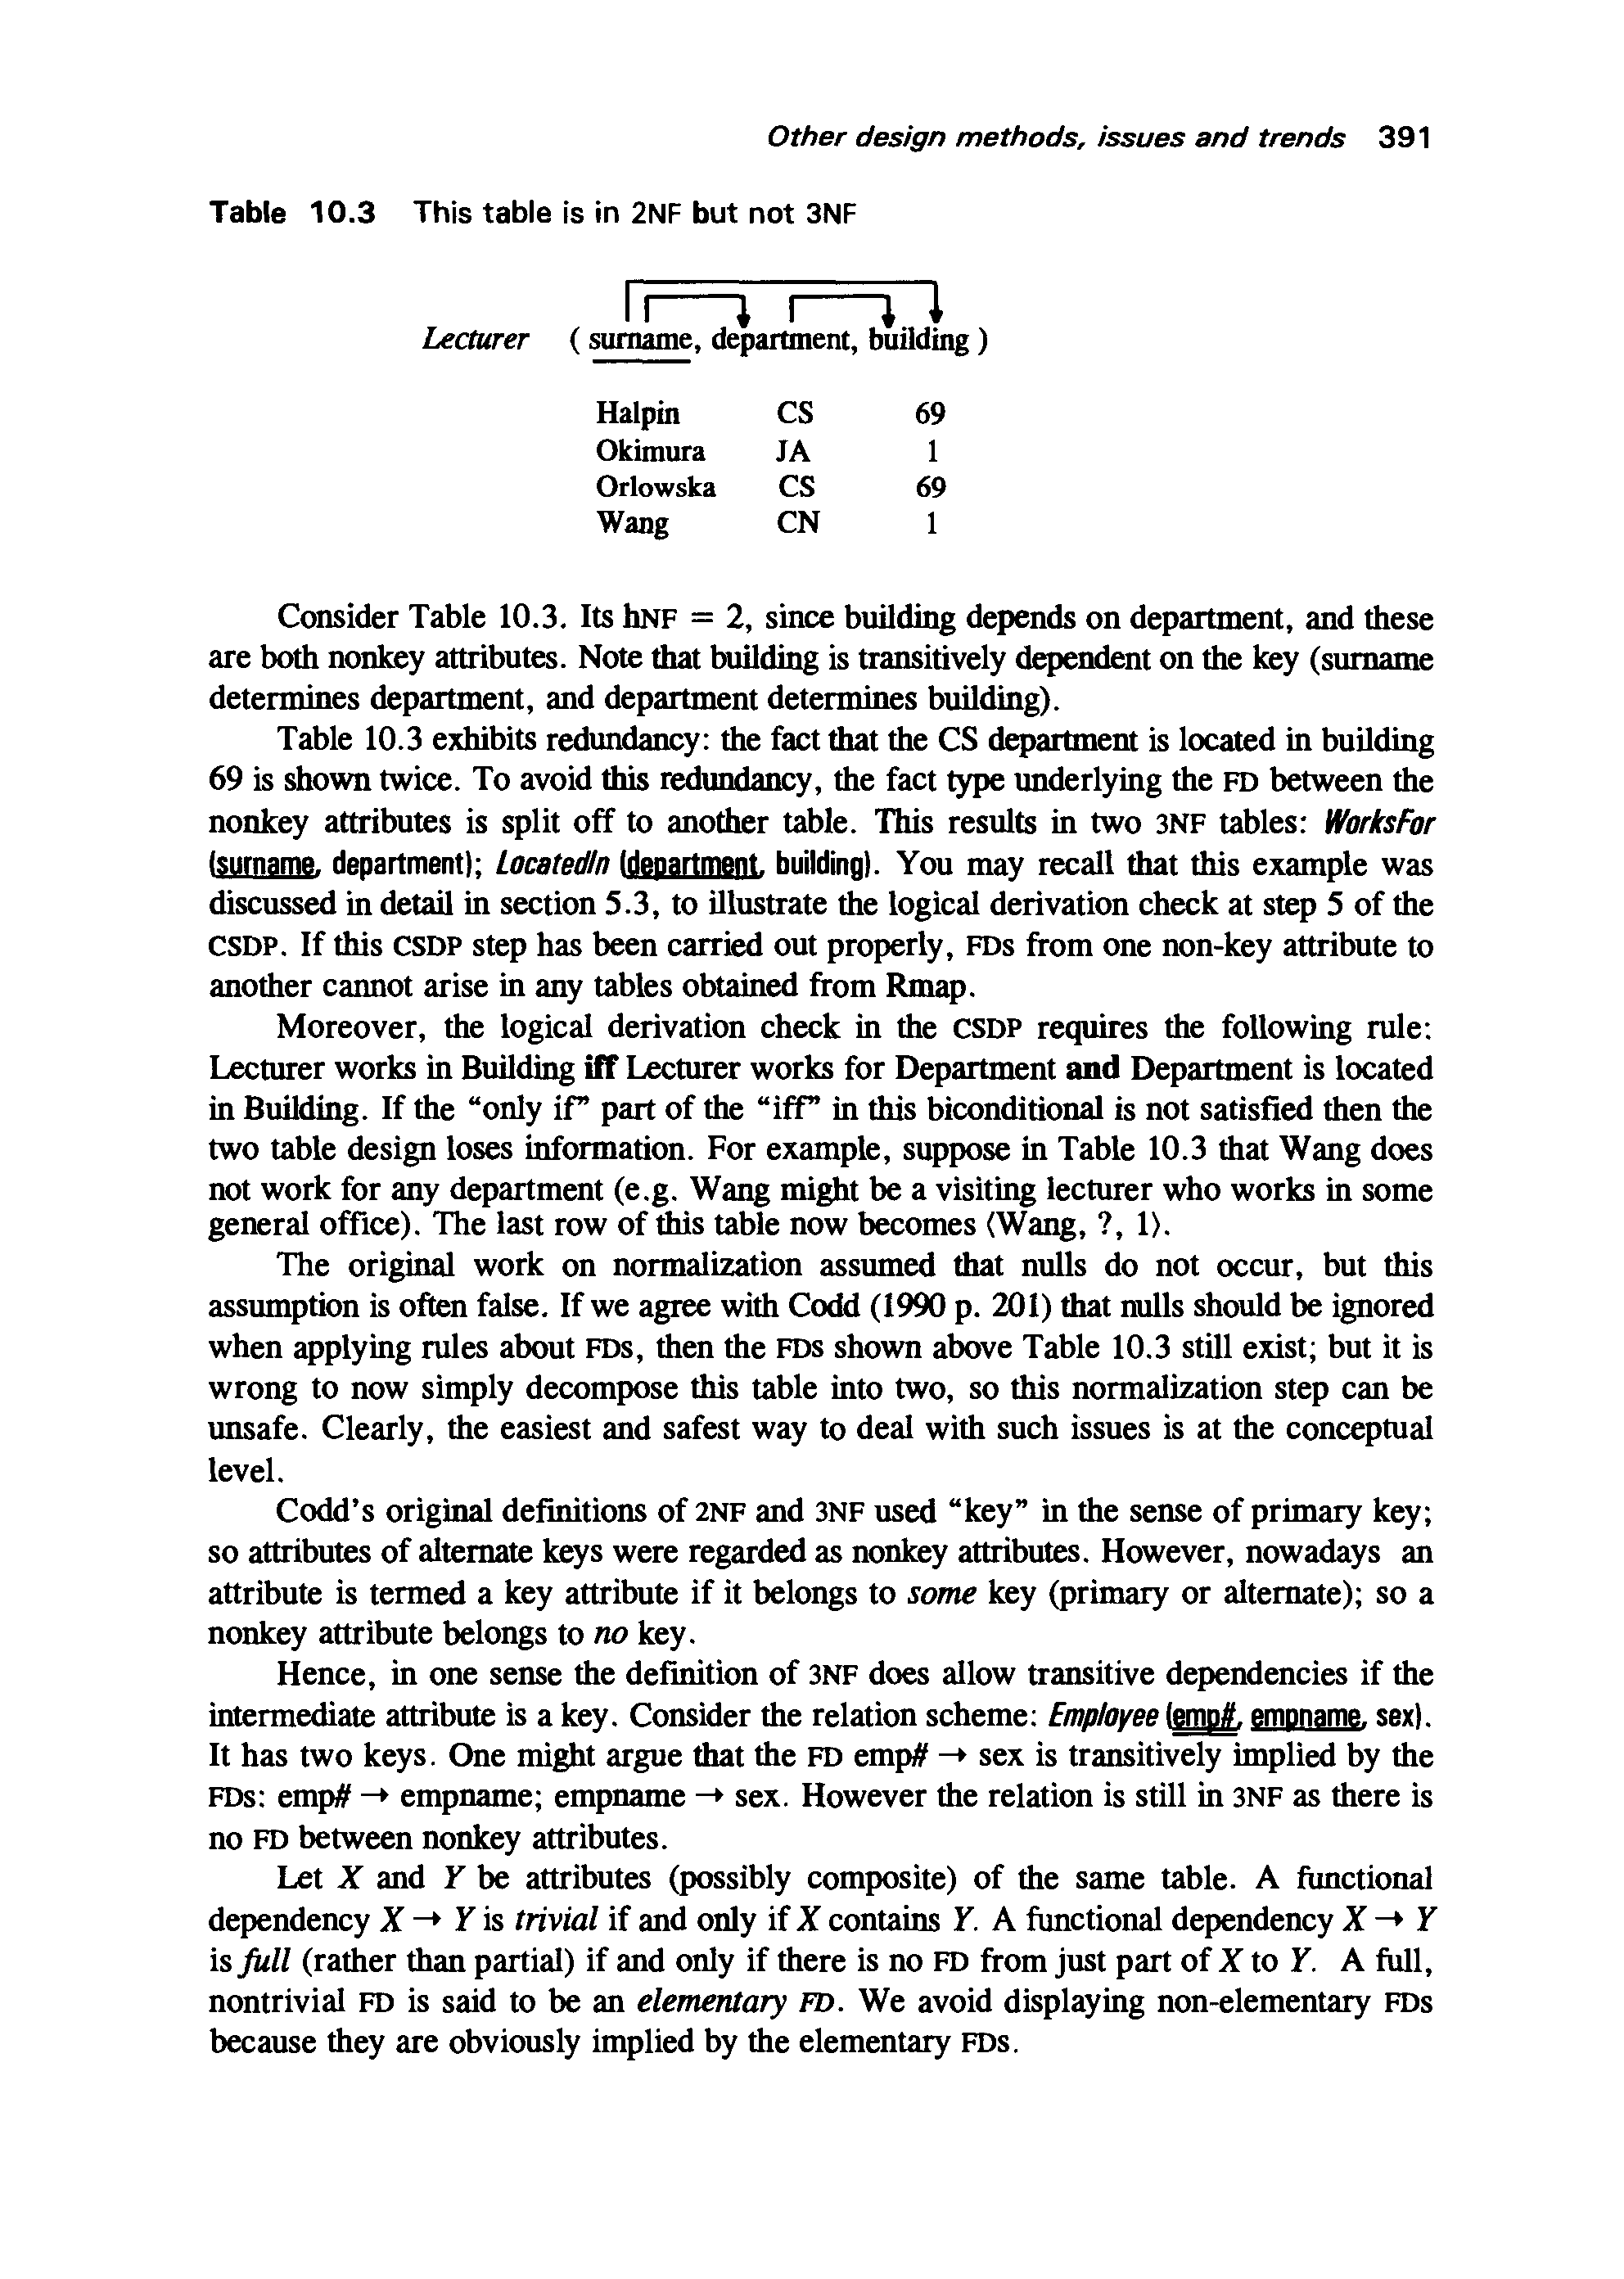 Other design methods, issues and trends 391
Table 10.3 This table is in 2NF but not 3NF
Lecturer ( surname, department, building )
Halpin CS 69
Okimura JA 1
Orlowska CS 69
Wang CN 1
Consider Table 10.3. Its hNF = 2, since building depends on department, and these
are both nonkey attributes. Note that building is transitively dependent on the key (surname
determines department, and department determines building).
Table 10.3 exhibits redundancy: the fact that the CS department is located in building
69 is shown twice. To avoid this redundancy, the fact type underlying the FD between the
nonkey attributes is split off to another table. This results in two 3NF tables: WorksFor
(surname, department); LocatedIn (department, building). You may recall that this example was
discussed in detail in section 5.3, to illustrate the logical derivation check at step 5 of the
CSDP. If this CSDP step has been carried out properly, FDs from one non-key attribute to
another cannot arise in any tables obtained from Rmap.
Moreover, the logical derivation check in the CSDP requires the following rule:
Lecturer works in Building iff Lecturer works for Department and Department is located
in Building. If the “only if” part of the “iff” in this biconditional is not satisfied then the
two table design loses information. For example, suppose in Table 10.3 that Wang does
not work for any department (e.g. Wang might be a visiting lecturer who works in some
general office). The last row of this table now becomes ⟨Wang, ?, 1⟩.
The original work on normalization assumed that nulls do not occur, but this
assumption is often false. If we agree with Codd (1990 p. 201) that nulls should be ignored
when applying rules about FDs, then the FDs shown above Table 10.3 still exist; but it is
wrong to now simply decompose this table into two, so this normalization step can be
unsafe. Clearly, the easiest and safest way to deal with such issues is at the conceptual
level.
Codd’s original definitions of 2NF and 3NF used “key” in the sense of primary key;
so attributes of alternate keys were regarded as nonkey attributes. However, nowadays an
attribute is termed a key attribute if it belongs to some key (primary or alternate); so a
nonkey attribute belongs to no key.
Hence, in one sense the definition of 3NF does allow transitive dependencies if the
intermediate attribute is a key. Consider the relation scheme: Employee (emp#, empname, sex).
It has two keys. One might argue that the FD emp# → sex is transitively implied by the
FDs: emp# → empname; empname → sex. However the relation is still in 3NF as there is
no FD between nonkey attributes.
Let X and Y be attributes (possibly composite) of the same table. A functional
dependency X → Y is trivial if and only if X contains Y. A functional dependency X → Y
is full (rather than partial) if and only if there is no FD from just part of X to Y. A full,
nontrivial FD is said to be an elementary FD. We avoid displaying non-elementary FDs
because they are obviously implied by the elementary FDs.